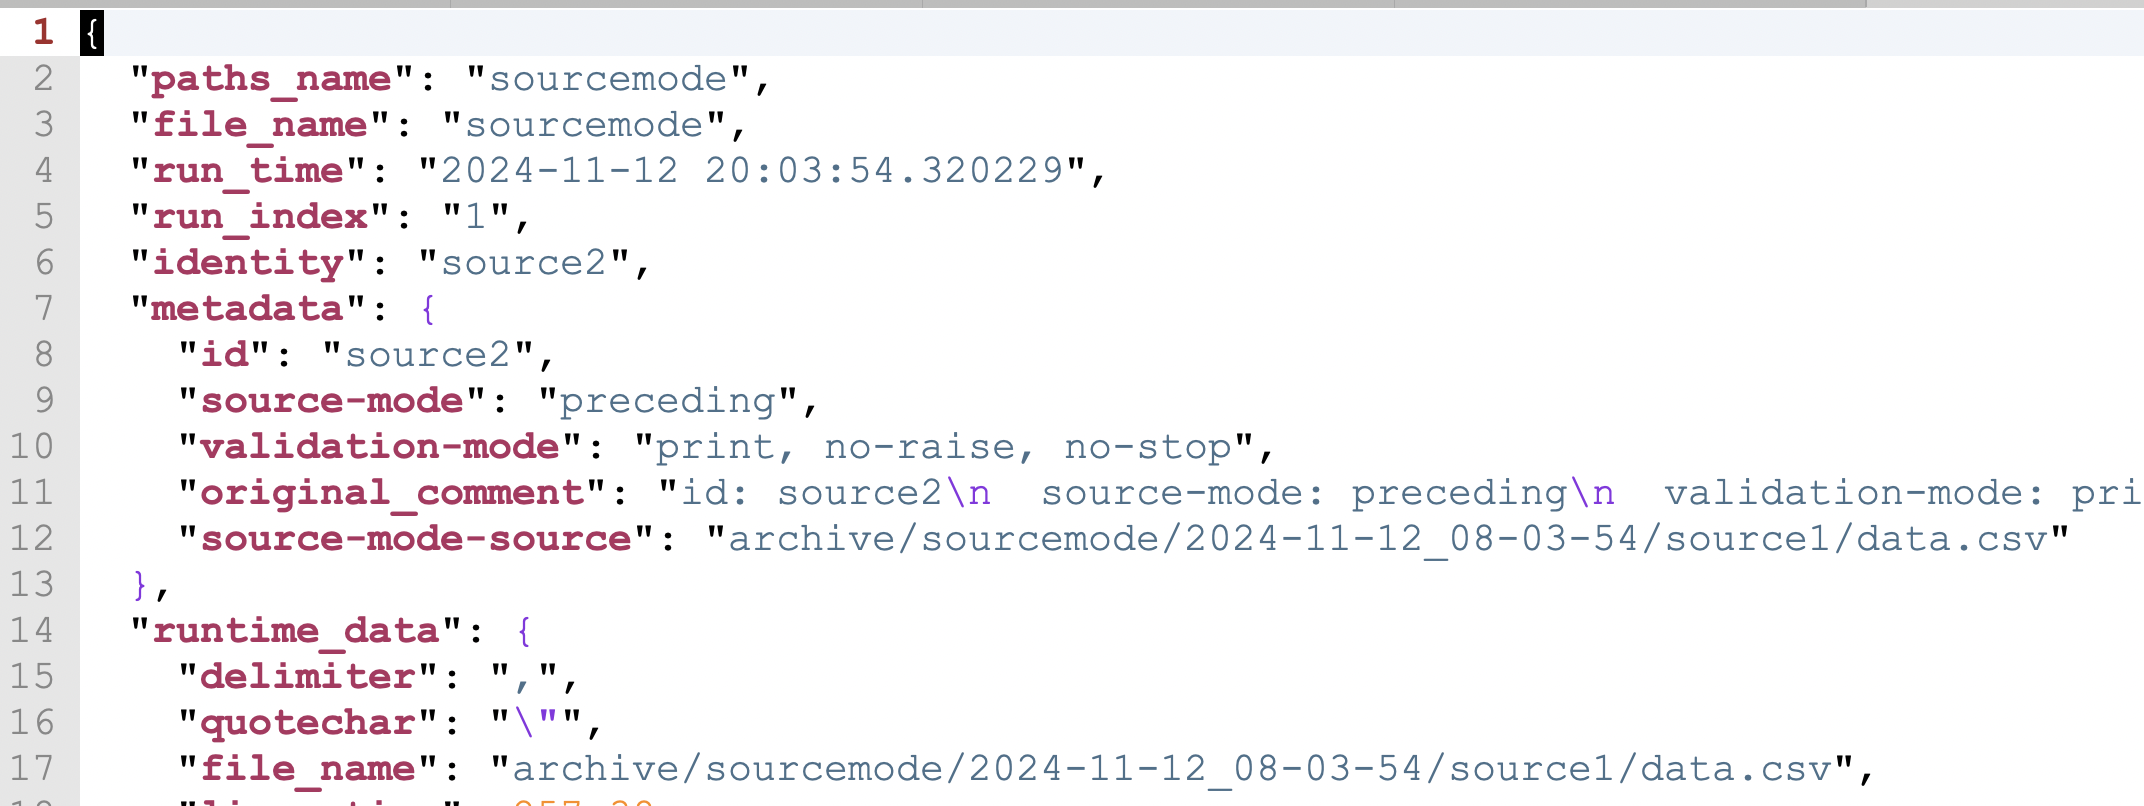 1 {
2 "paths_name": "sourcemode",
3 "file_name": "sourcemode",
4 "run_time": "2024-11-12 20:03:54.320229",
5 "run_index": "1",
6 "identity": "source2",
7 "metadata": {
8 "id": "source2",
9 "source-mode": "preceding",
10 "validation-mode": "print, no-raise, no-stop",
11 "original_comment": "id: source2\n  source-mode: preceding\n  validation-mode: pri
12 "source-mode-source": "archive/sourcemode/2024-11-12_08-03-54/source1/data.csv"
13 },
14 "runtime_data": {
15 "delimiter": ",",
16 "quotechar": "\"",
17 "file_name": "archive/sourcemode/2024-11-12_08-03-54/source1/data.csv",